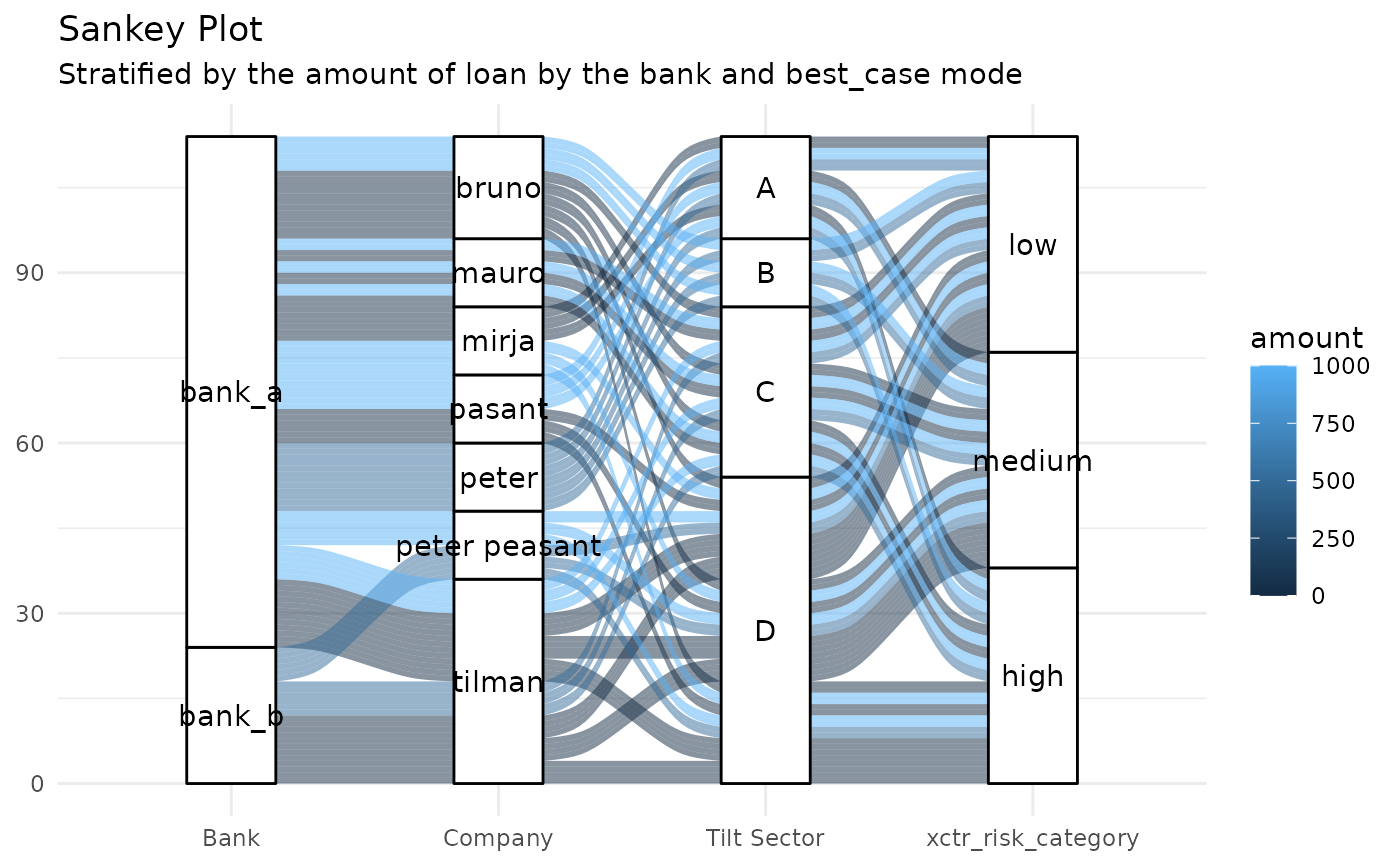 Sankey Plot
Stratified by the amount of loan by the bank and best_case mode
90
60
30
0
bank_a
bank_b
bruno
mauro
mirja
pasant
peter
peter peasant
tilman
A
B
C
D
low
medium
high
Bank
Company
Tilt Sector
xctr_risk_category
amount
1000
750
500
250
0